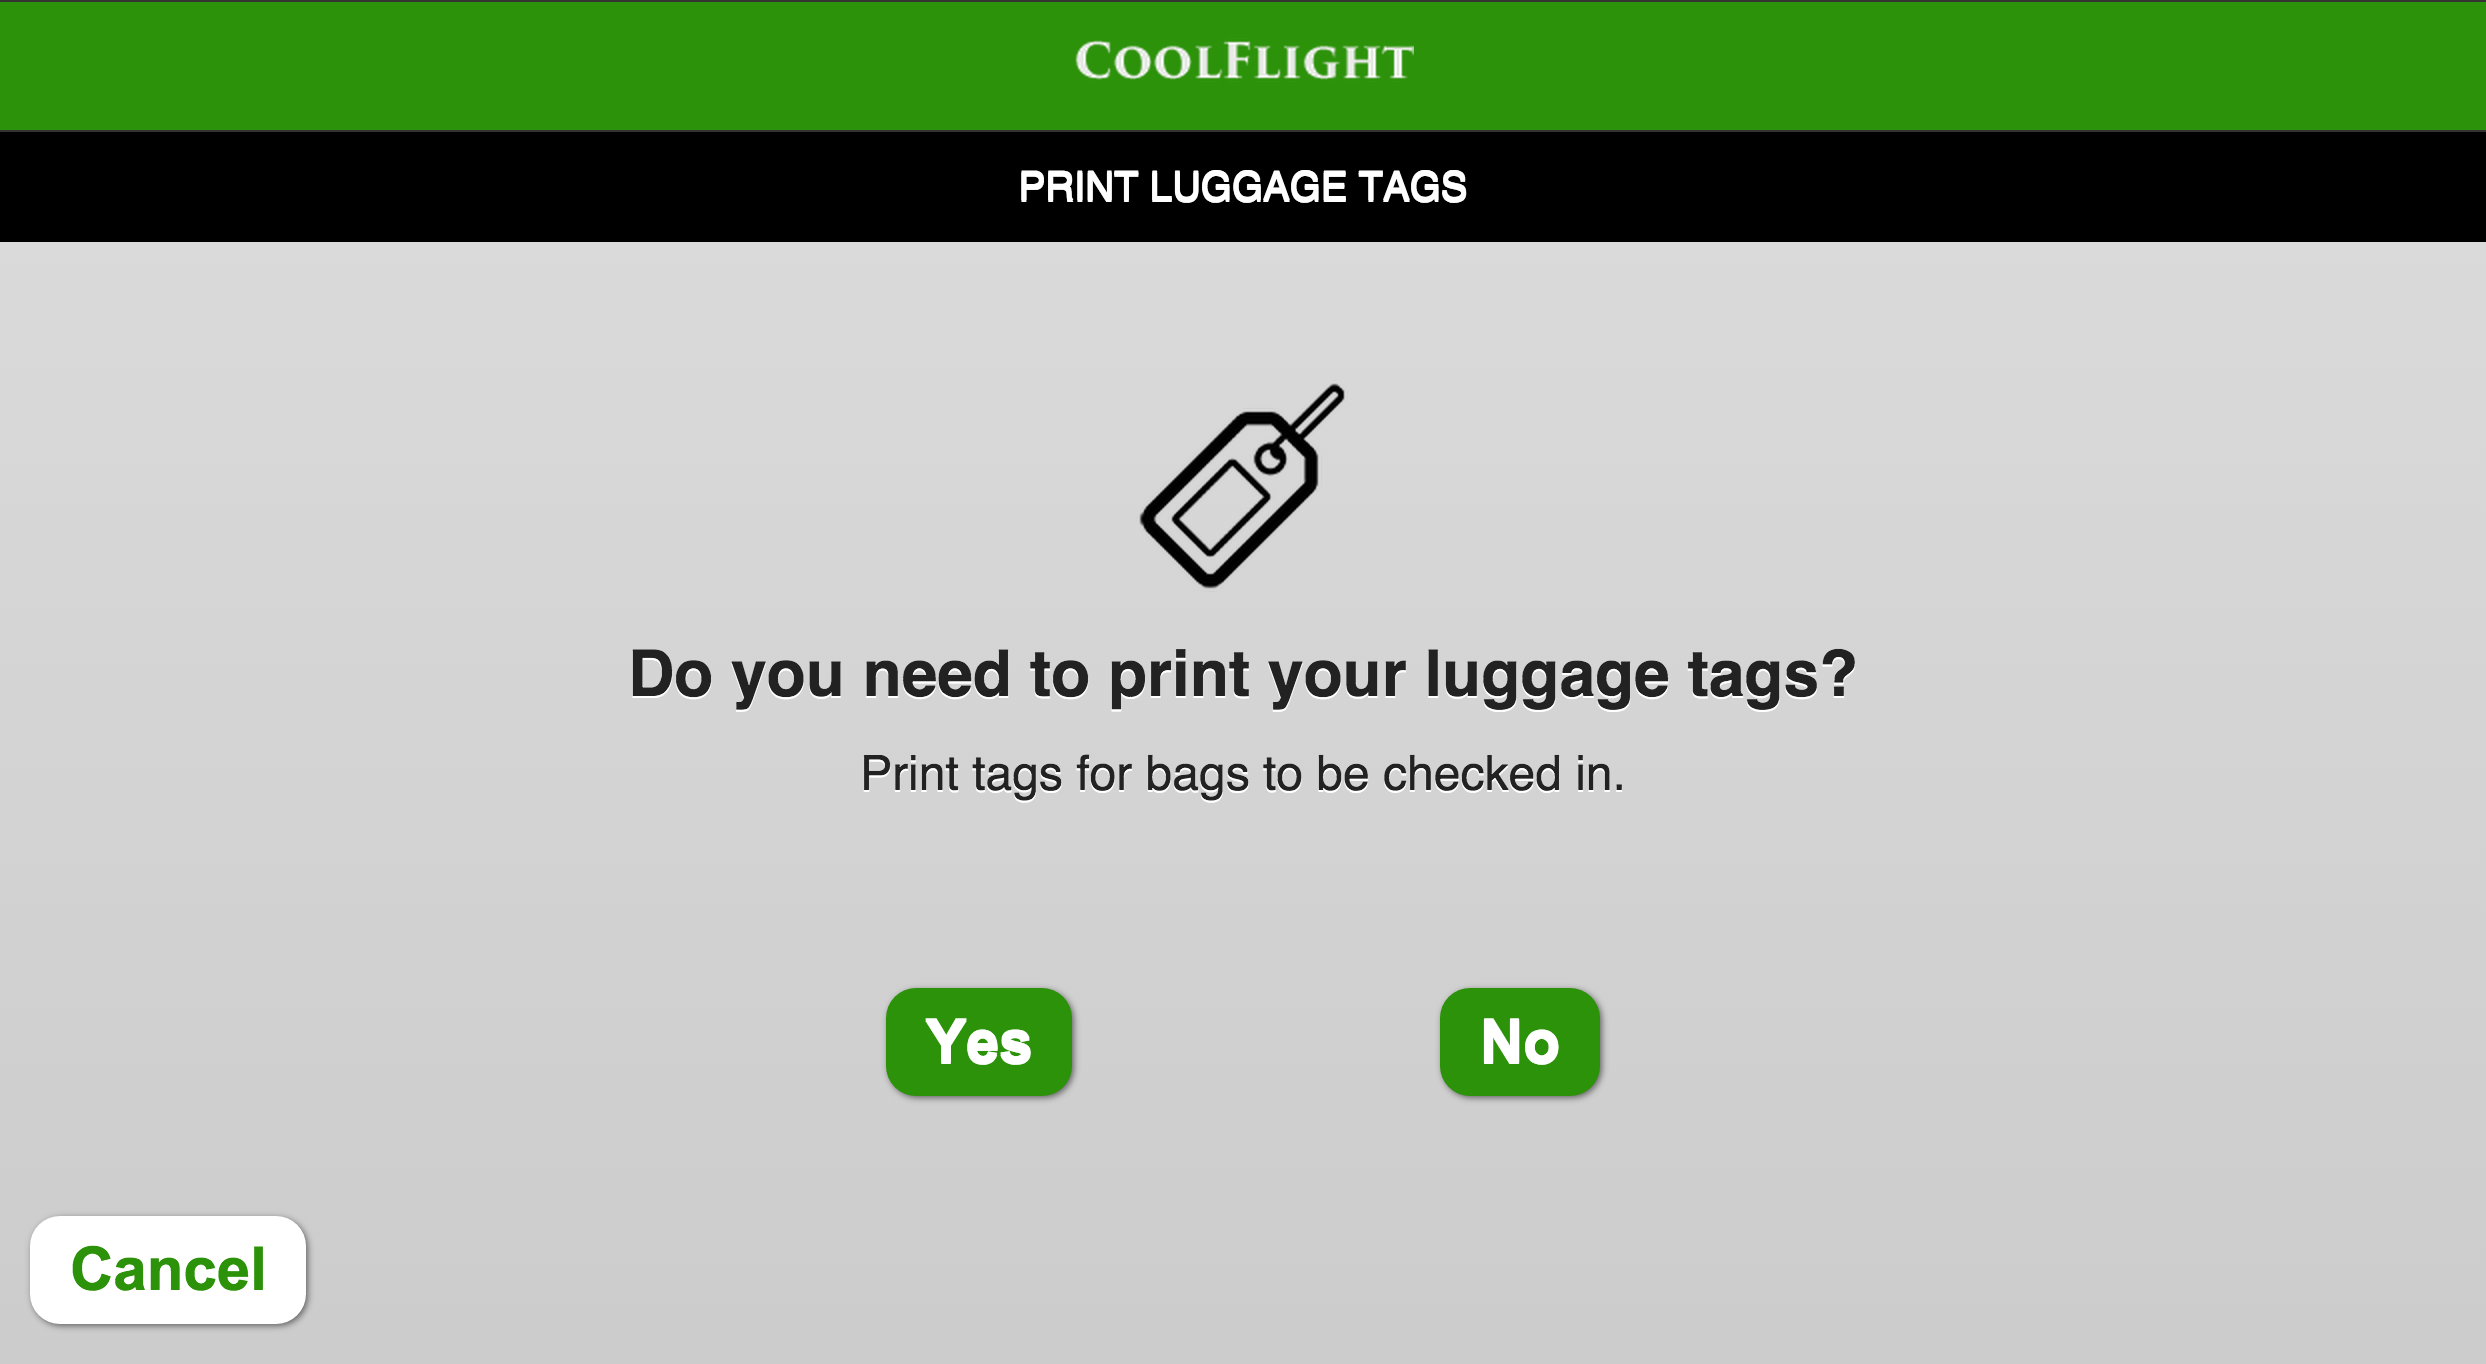 COOLFLIGHT
PRINT LUGGAGE TAGS
Do you need to print your luggage tags?
Print tags for bags to be checked in.
Yes
No
Cancel